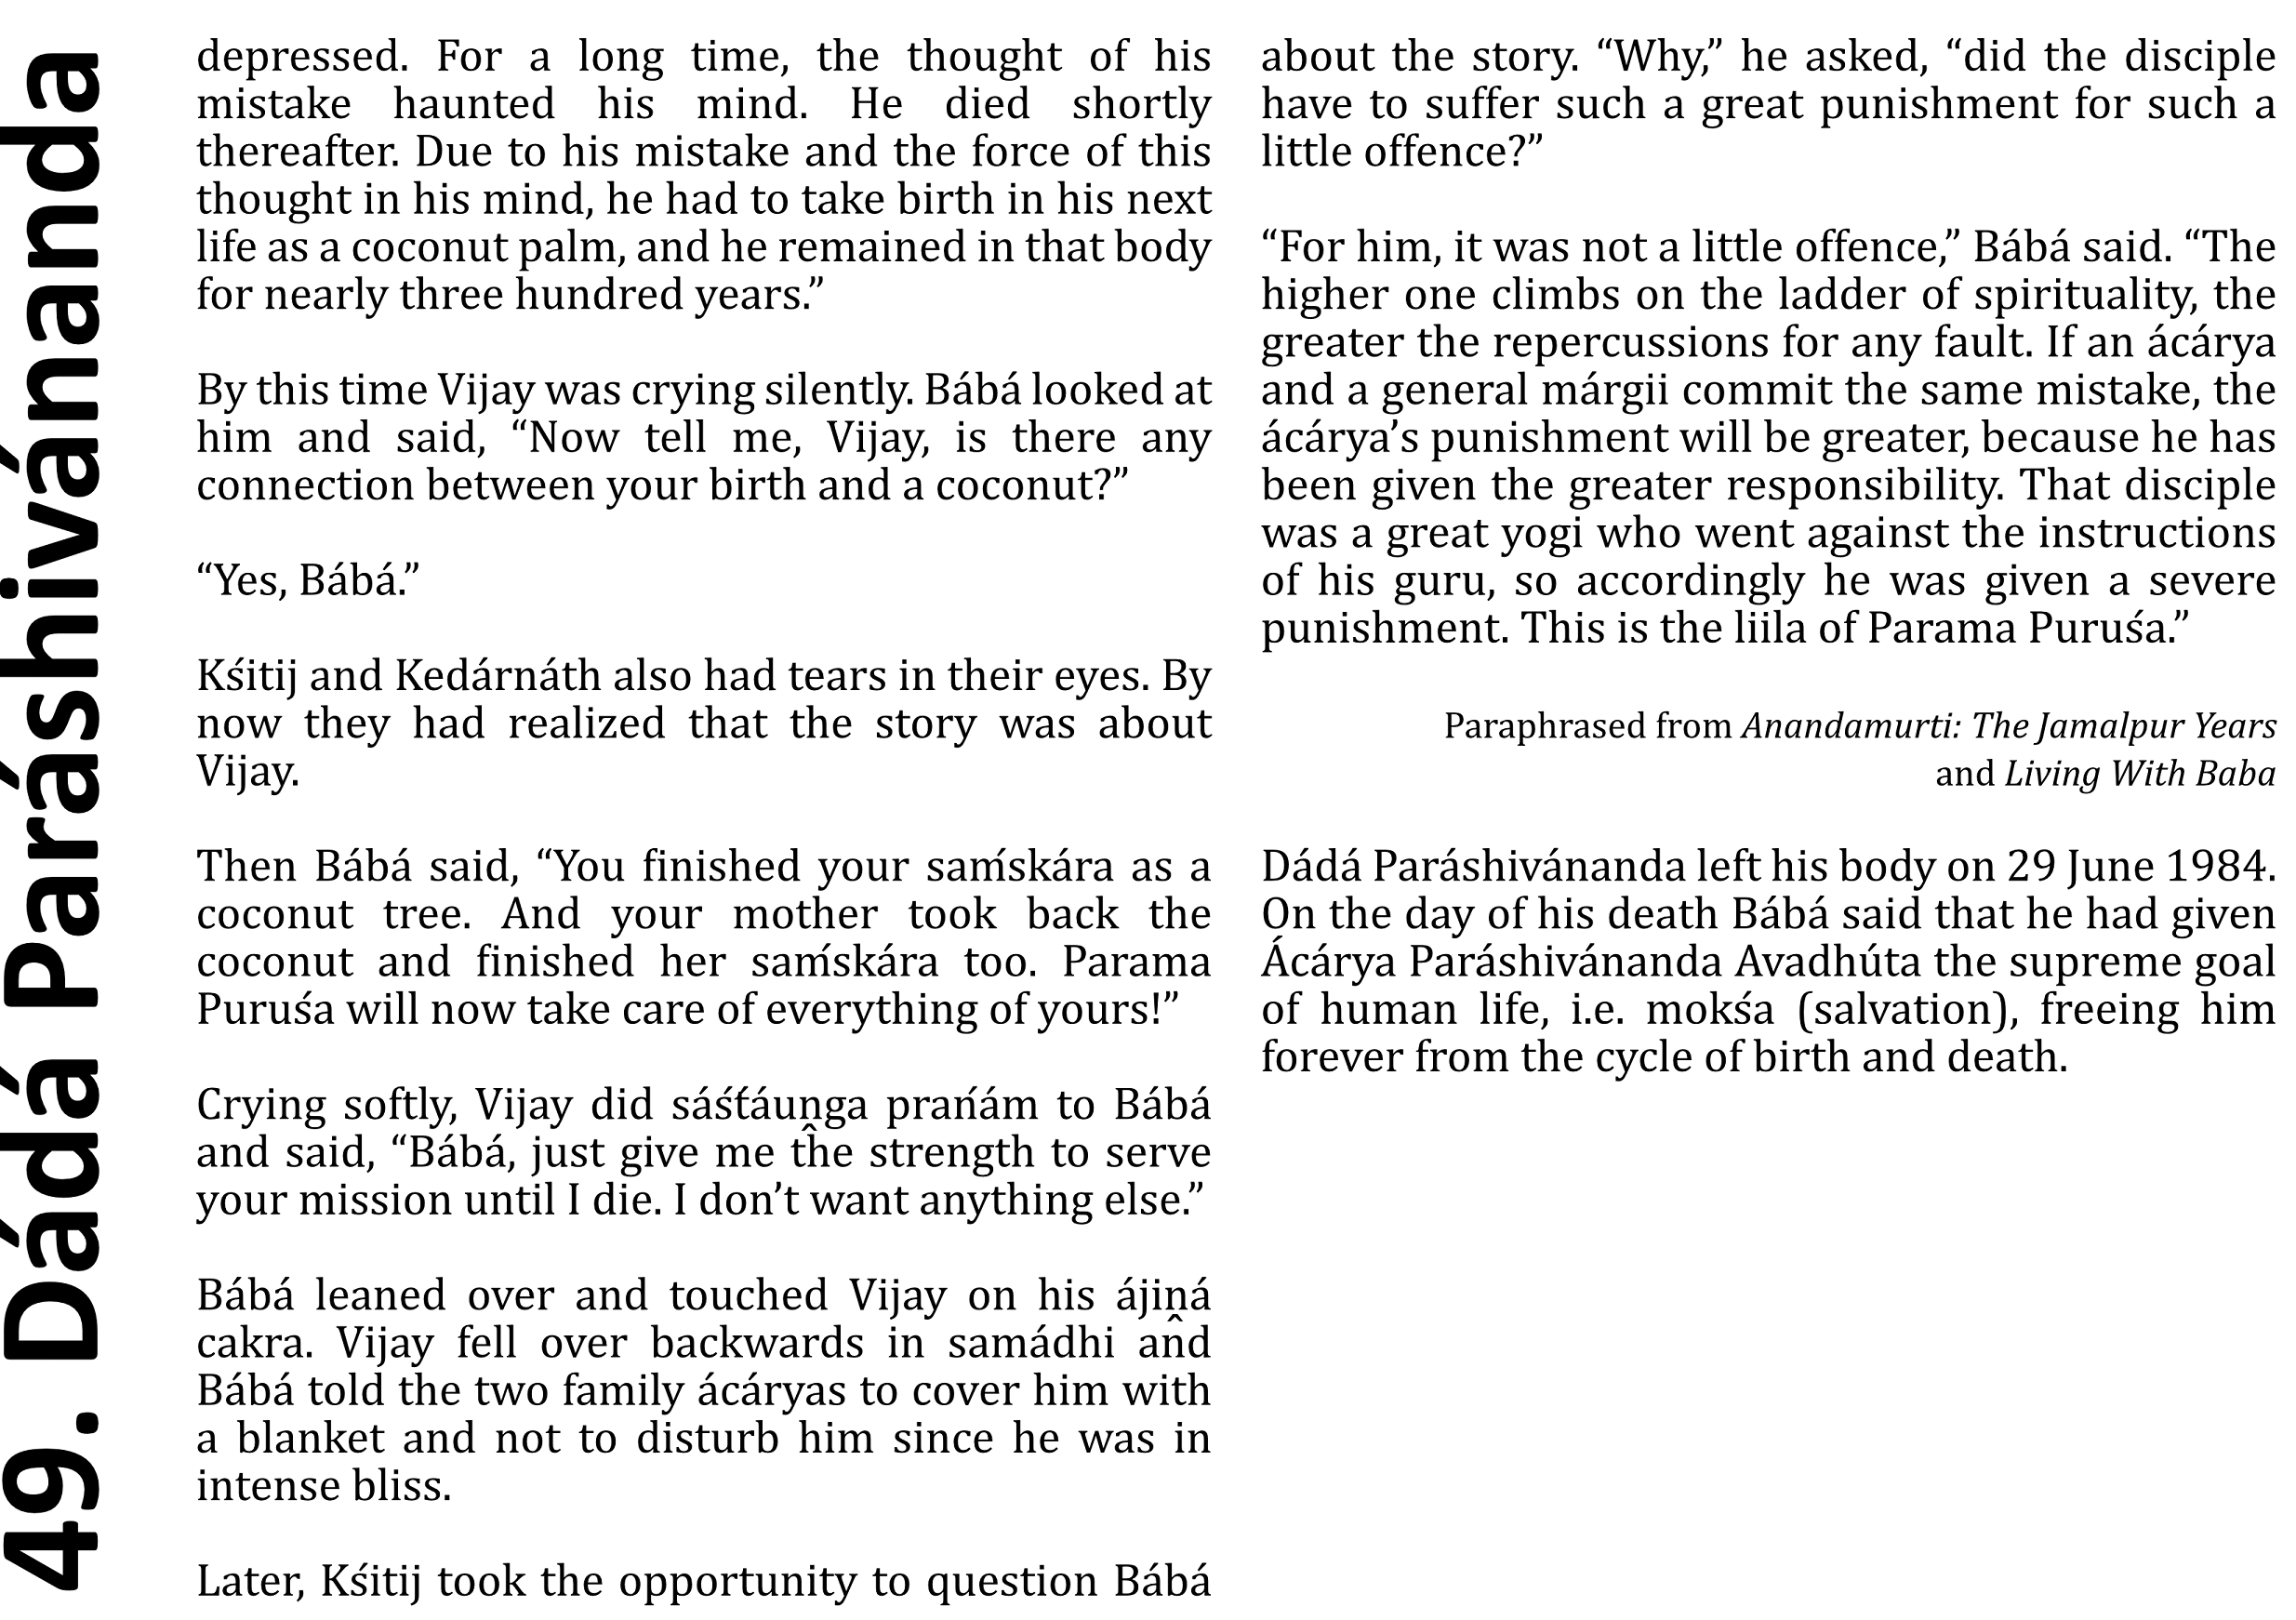 49. Dádá Paráshivánanda
depressed. For a long time, the thought of his
mistake haunted his mind. He died shortly
thereafter. Due to his mistake and the force of this
thought in his mind, he had to take birth in his next
life as a coconut palm, and he remained in that body
for nearly three hundred years.”
By this time Vijay was crying silently. Bábá looked at
him and said, “Now tell me, Vijay, is there any
connection between your birth and a coconut?”
“Yes, Bábá.”
Kśitij and Kedárnáth also had tears in their eyes. By
now they had realized that the story was about
Vijay.
Then Bábá said, “You finished your saḿskára as a
coconut tree. And your mother took back the
coconut and finished her saḿskára too. Parama
Puruśa will now take care of everything of yours!”
Crying softly, Vijay did sáśt́áuṋga prańám to Bábá
and said, “Bábá, just give me the strength to serve
your mission until I die. I don’t want anything else.”
Bábá leaned over and touched Vijay on his ájiṋá
cakra. Vijay fell over backwards in samádhi and
Bábá told the two family ácáryas to cover him with
a blanket and not to disturb him since he was in
intense bliss.
Later, Kśitij took the opportunity to question Bábá
about the story. “Why,” he asked, “did the disciple
have to suffer such a great punishment for such a
little offence?”
“For him, it was not a little offence,” Bábá said. “The
higher one climbs on the ladder of spirituality, the
greater the repercussions for any fault. If an ácárya
and a general márgii commit the same mistake, the
ácárya’s punishment will be greater, because he has
been given the greater responsibility. That disciple
was a great yogi who went against the instructions
of his guru, so accordingly he was given a severe
punishment. This is the liila of Parama Puruśa.”
Paraphrased from Anandamurti: The Jamalpur Years
and Living With Baba
Dádá Paráshivánanda left his body on 29 June 1984.
On the day of his death Bábá said that he had given
Ácárya Paráshivánanda Avadhúta the supreme goal
of human life, i.e. mokśa (salvation), freeing him
forever from the cycle of birth and death.